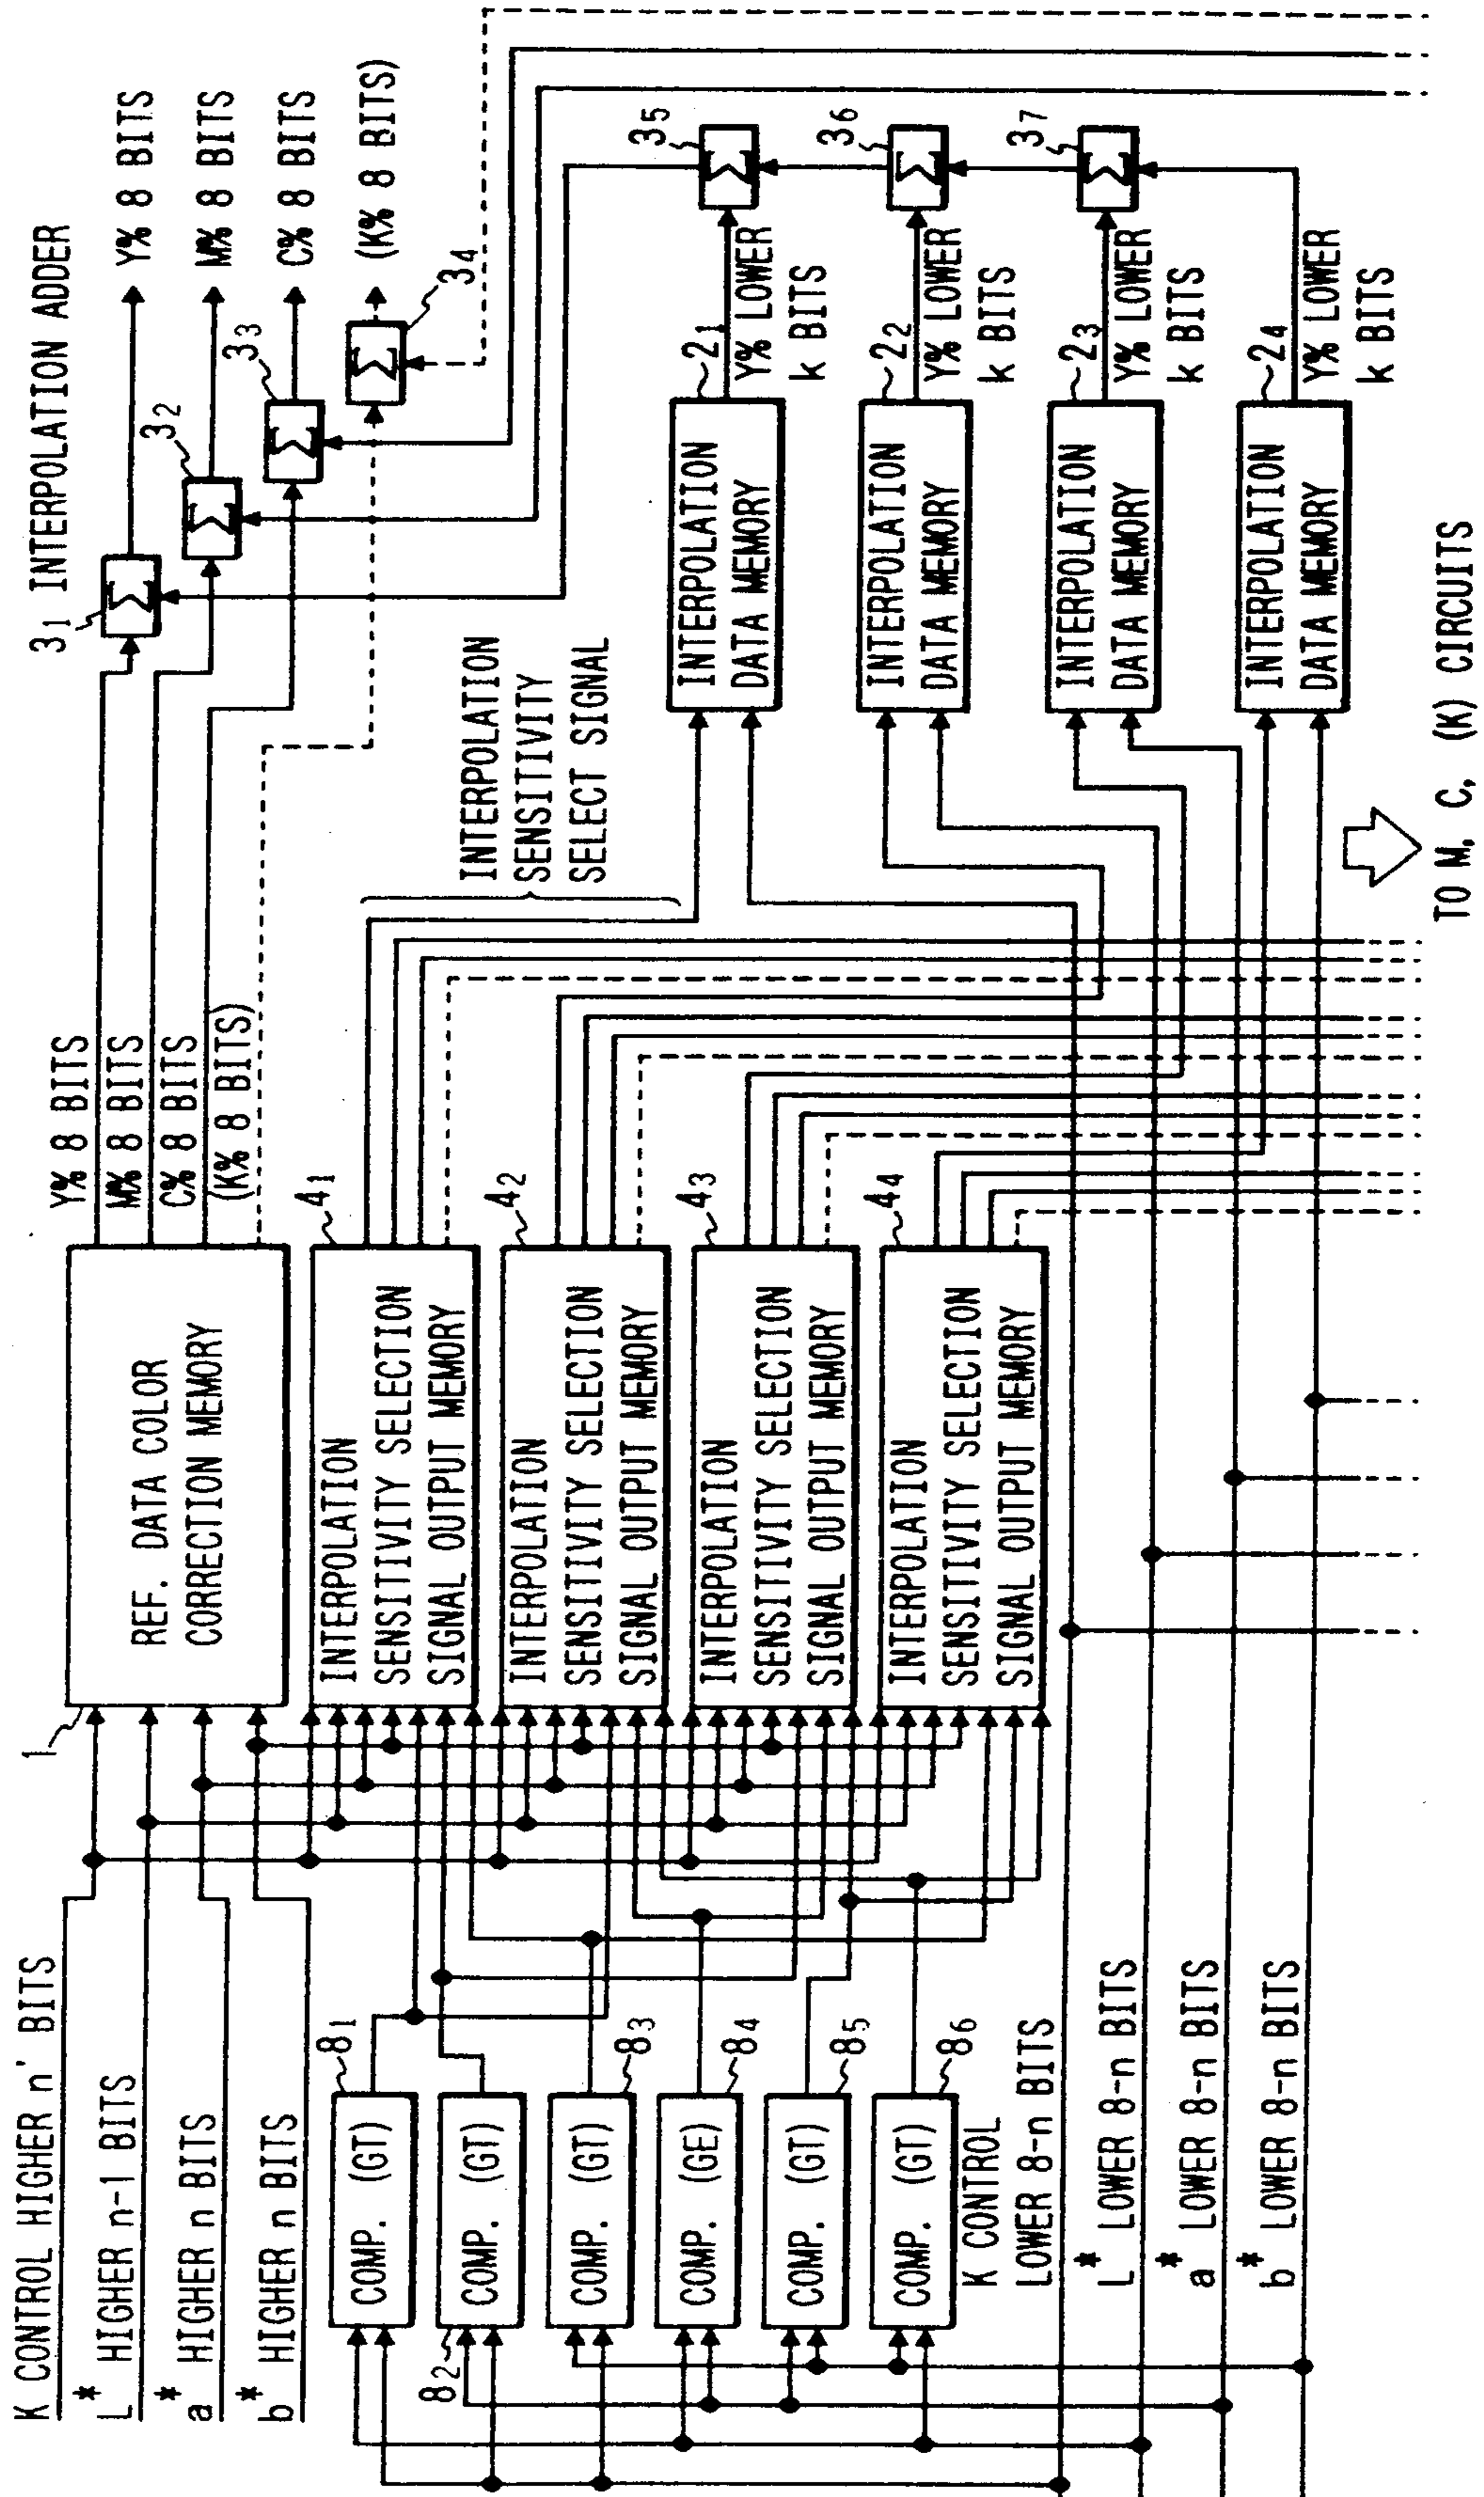 K CONTROL HIGHER n' BITS
L* HIGHER n-1 BITS
a* HIGHER n BITS
b* HIGHER n BITS
1
REF. DATA COLOR
CORRECTION MEMORY
Y% 8 BITS
M% 8 BITS
C% 8 BITS
(K% 8 BITS)
31 INTERPOLATION ADDER
Σ
Y% 8 BITS
32
Σ
M% 8 BITS
33
Σ
C% 8 BITS
34
Σ
(K% 8 BITS)
81
COMP. (GT)
82
COMP. (GT)
83
COMP. (GT)
84
COMP. (GE)
85
COMP. (GT)
86
COMP. (GT)
41
INTERPOLATION
SENSITIVITY SELECTION
SIGNAL OUTPUT MEMORY
42
INTERPOLATION
SENSITIVITY SELECTION
SIGNAL OUTPUT MEMORY
43
INTERPOLATION
SENSITIVITY SELECTION
SIGNAL OUTPUT MEMORY
44
INTERPOLATION
SENSITIVITY SELECTION
SIGNAL OUTPUT MEMORY
INTERPOLATION
SENSITIVITY
SELECT SIGNAL
INTERPOLATION
DATA MEMORY
21
Y% LOWER
k BITS
35
Σ
INTERPOLATION
DATA MEMORY
22
Y% LOWER
k BITS
36
Σ
INTERPOLATION
DATA MEMORY
23
Y% LOWER
k BITS
37
Σ
INTERPOLATION
DATA MEMORY
24
Y% LOWER
k BITS
K CONTROL
LOWER 8-n BITS
L* LOWER 8-n BITS
a* LOWER 8-n BITS
b* LOWER 8-n BITS
TO M, C, (K) CIRCUITS